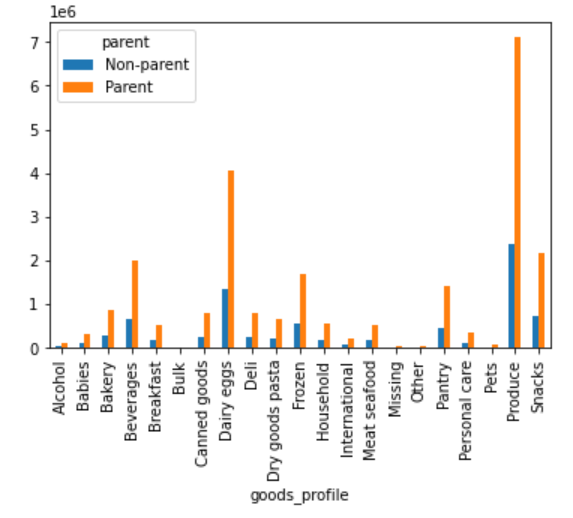 1e6
parent
Non-parent
Parent
7
6
5
4
3
2
1
0
Alcohol
Babies
Bakery
Beverages
Breakfast
Bulk
Canned goods
Dairy eggs
Deli
Dry goods pasta
Frozen
Household
International
Meat seafood
Missing
Other
Pantry
Personal care
Pets
Produce
Snacks
goods_profile